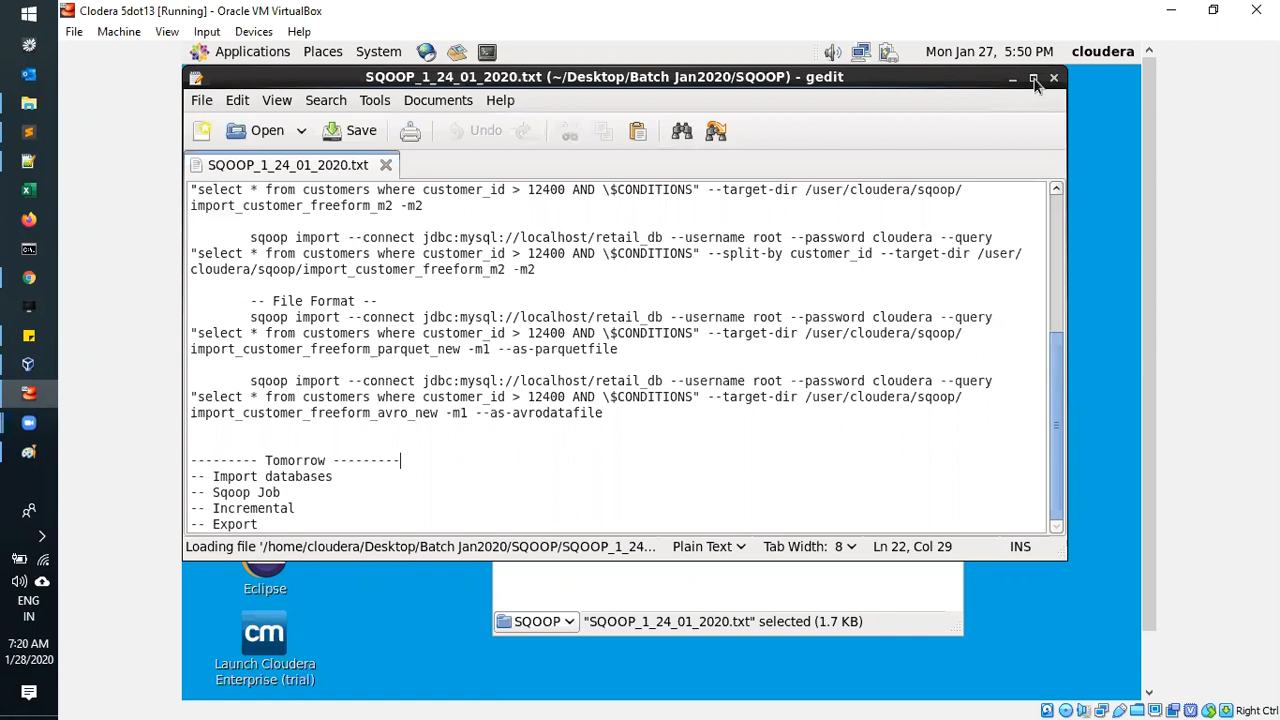 Clodera 5dot13 [Running] - Oracle VM VirtualBox
File Machine View Input Devices Help
Applications Places System Mon Jan 27, 5:50 PM cloudera
SQOOP_1_24_01_2020.txt (~/Desktop/Batch Jan2020/SQOOP) - gedit
File Edit View Search Tools Documents Help
Open Save Undo
SQOOP_1_24_01_2020.txt
"select * from customers where customer_id > 12400 AND \$CONDITIONS" --target-dir /user/cloudera/sqoop/
import_customer_freeform_m2 -m2
sqoop import --connect jdbc:mysql://localhost/retail_db --username root --password cloudera --query
"select * from customers where customer_id > 12400 AND \$CONDITIONS" --split-by customer_id --target-dir /user/
cloudera/sqoop/import_customer_freeform_m2 -m2
-- File Format --
sqoop import --connect jdbc:mysql://localhost/retail_db --username root --password cloudera --query
"select * from customers where customer_id > 12400 AND \$CONDITIONS" --target-dir /user/cloudera/sqoop/
import_customer_freeform_parquet_new -m1 --as-parquetfile
sqoop import --connect jdbc:mysql://localhost/retail_db --username root --password cloudera --query
"select * from customers where customer_id > 12400 AND \$CONDITIONS" --target-dir /user/cloudera/sqoop/
import_customer_freeform_avro_new -m1 --as-avrodatafile
--------- Tomorrow ---------
-- Import databases
-- Sqoop Job
-- Incremental
-- Export
Loading file '/home/cloudera/Desktop/Batch Jan2020/SQOOP/SQOOP_1_24... Plain Text Tab Width: 8 Ln 22, Col 29 INS
Eclipse
SQOOP "SQOOP_1_24_01_2020.txt" selected (1.7 KB)
cm
Launch Cloudera
Enterprise (trial)
ENG
IN
7:20 AM
1/28/2020
Right Ctrl